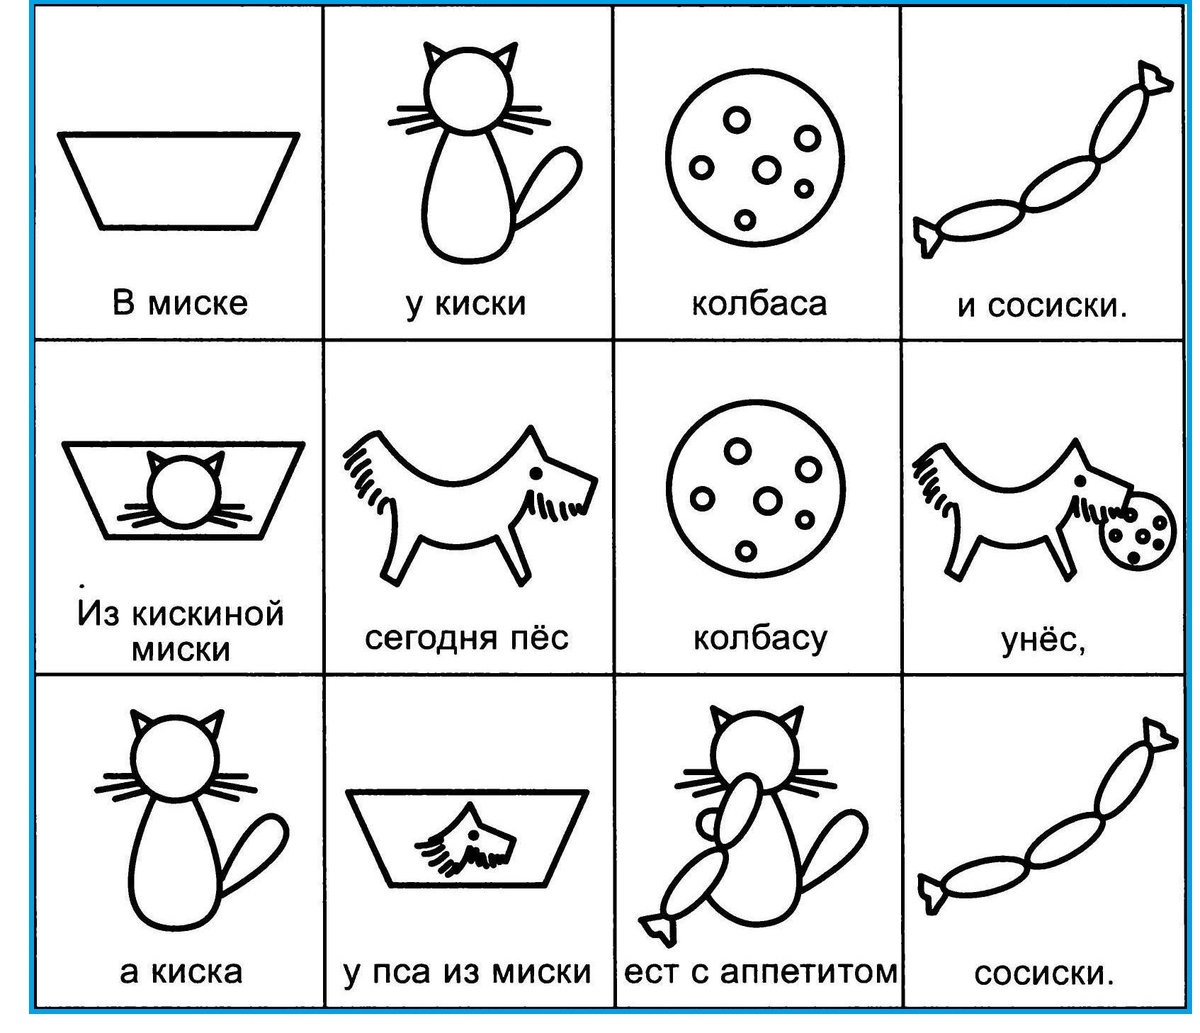 В миске
у киски
колбаса
и сосиски.
Из кискиной
миски
сегодня пёс
колбасу
унёс,
а киска
у пса из миски
ест с аппетитом
сосиски.